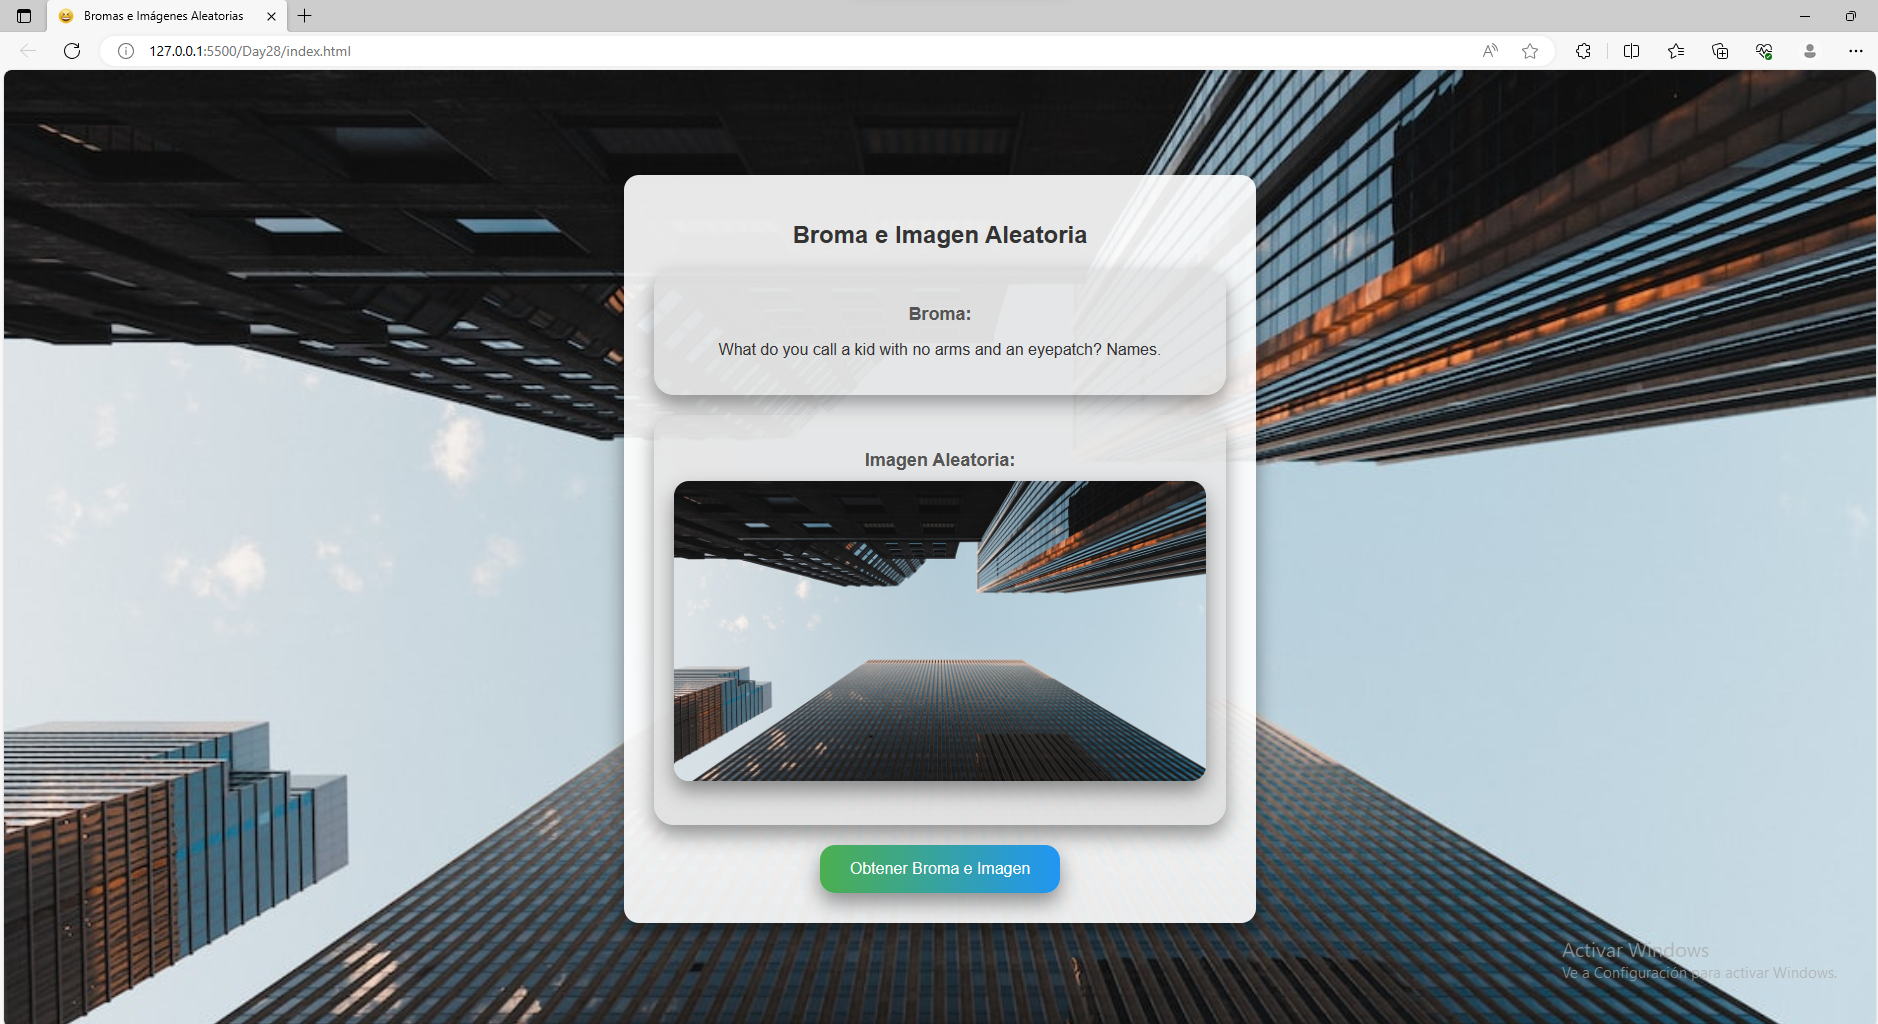 Bromas e Imágenes Aleatorias
127.0.0.1:5500/Day28/index.html
Broma e Imagen Aleatoria
Broma:
What do you call a kid with no arms and an eyepatch? Names.
Imagen Aleatoria:
Obtener Broma e Imagen
Activar Windows
Ve a Configuración para activar Windows.